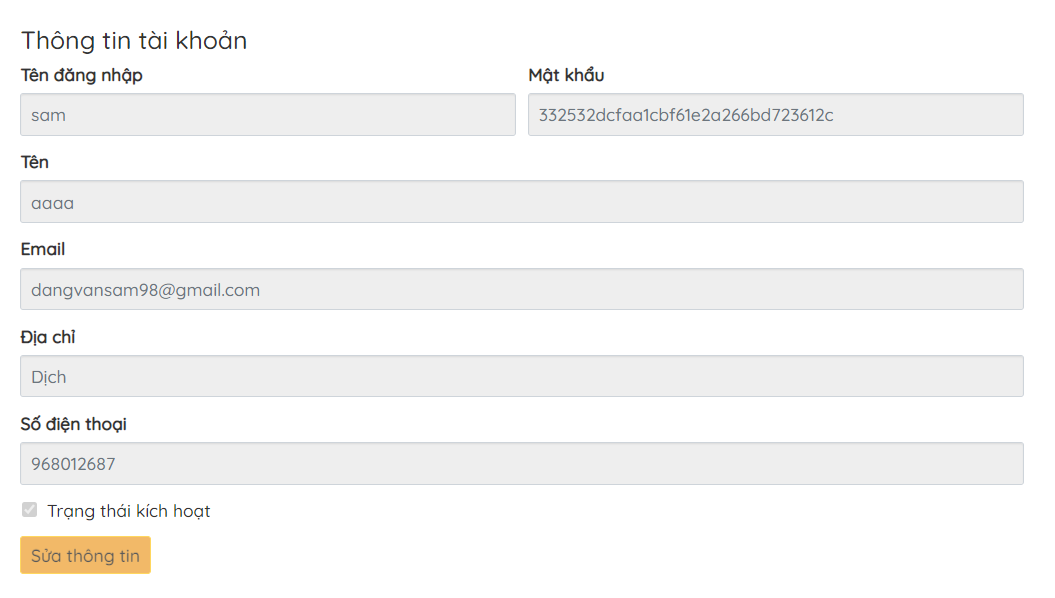 Thông tin tài khoản
Tên đăng nhập
Mật khẩu
sam
332532dcfaa1cbf61e2a266bd723612c
Tên
aaaa
Email
dangvansam98@gmail.com
Địa chỉ
Dịch
Số điện thoại
968012687
Trạng thái kích hoạt
Sửa thông tin